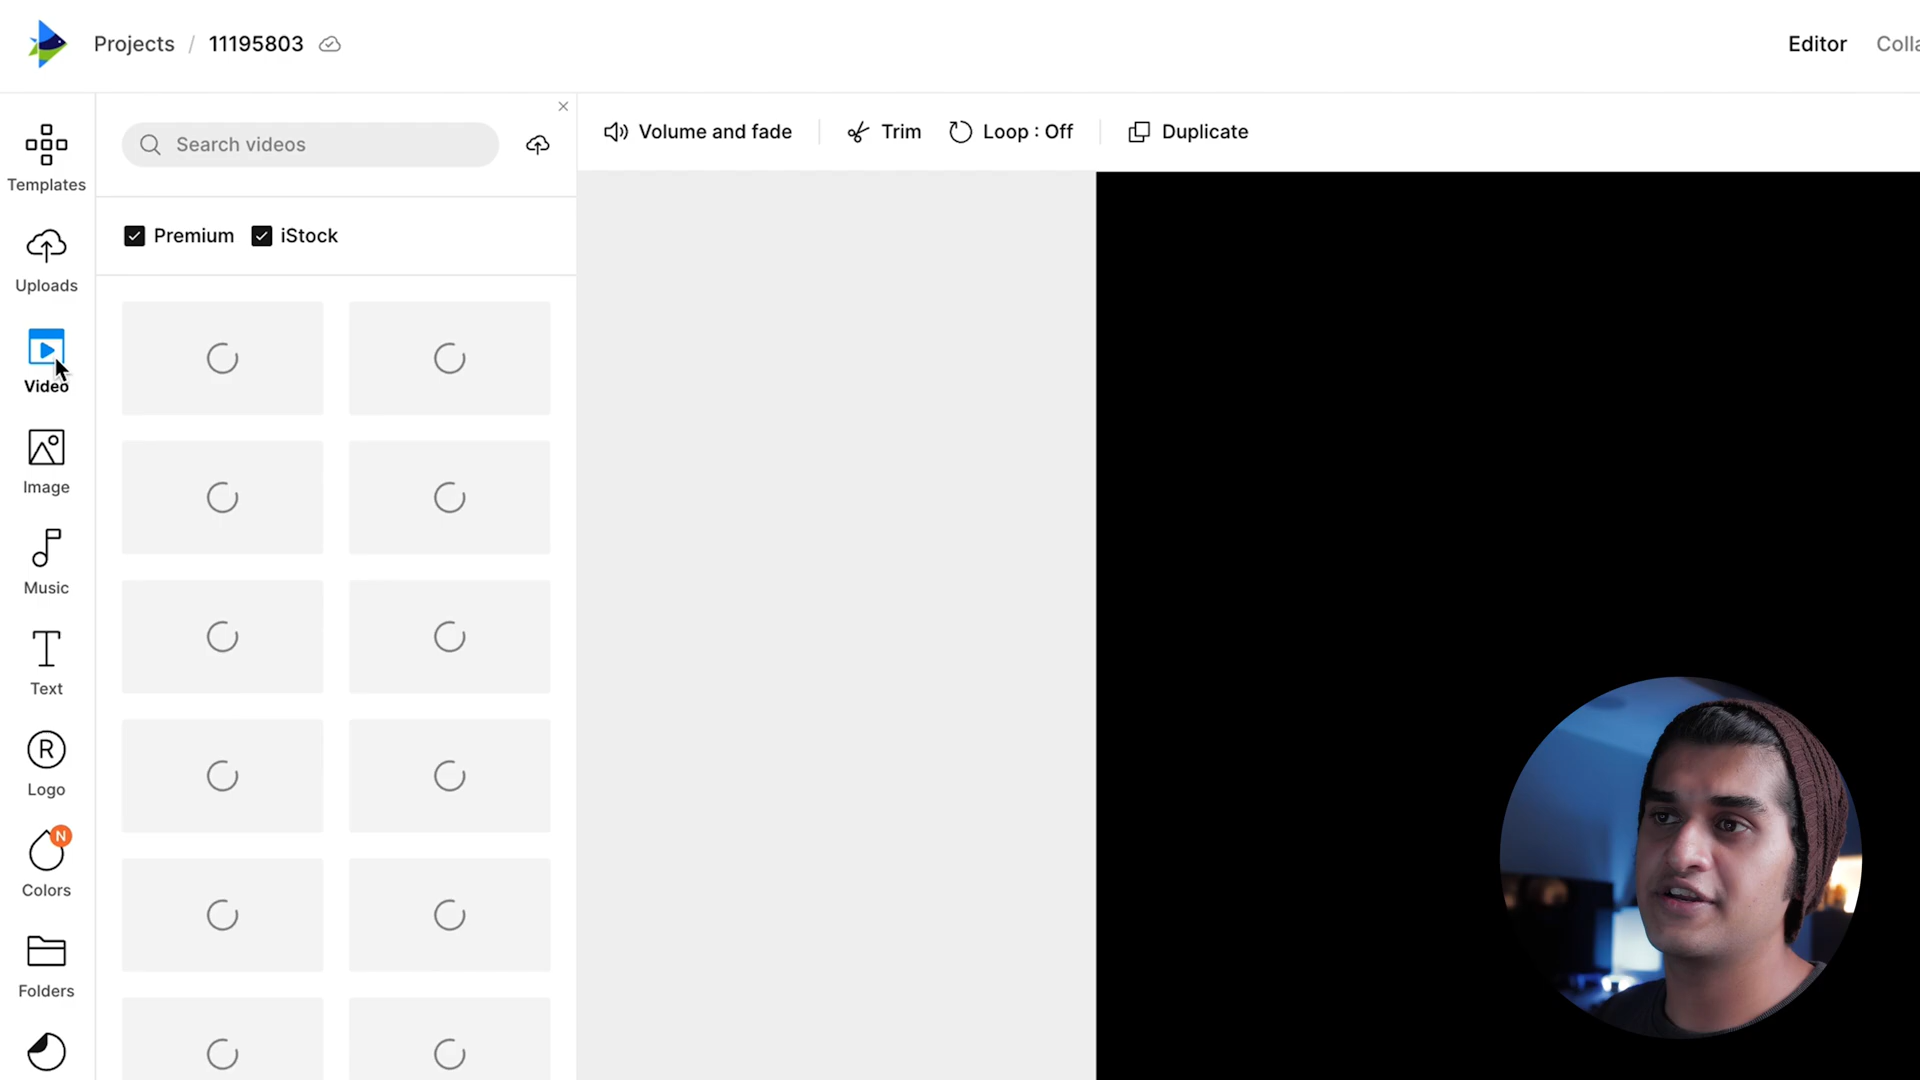 Projects / 11195803
Editor
Colla
Search videos
Volume and fade
Trim
Loop : Off
Duplicate
Templates
Premium
iStock
Uploads
Video
Image
Music
Text
R
Logo
N
Colors
Folders